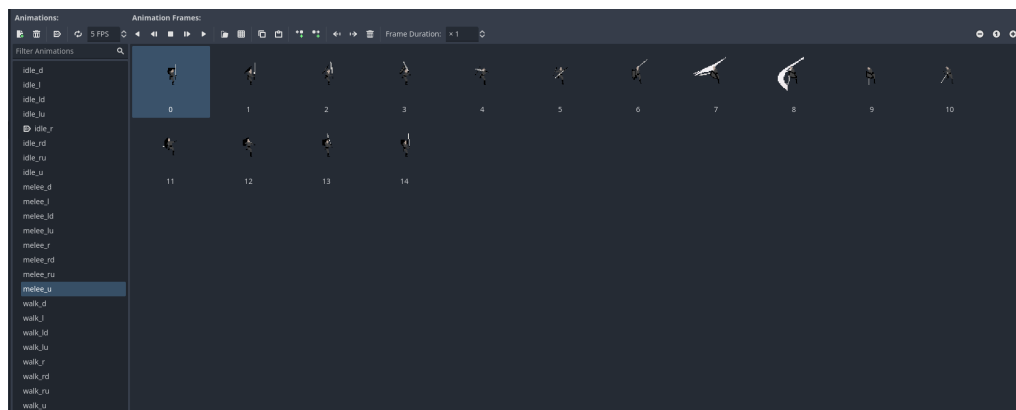 Animations:
Animation Frames:
5 FPS
Frame Duration: ×1
Filter Animations
idle_d
idle_l
idle_ld
idle_lu
idle_r
idle_rd
idle_ru
idle_u
melee_d
melee_l
melee_ld
melee_lu
melee_r
melee_rd
melee_ru
melee_u
walk_d
walk_l
walk_ld
walk_lu
walk_r
walk_rd
walk_ru
walk_u
0 1 2 3 4 5 6 7 8 9 10
11 12 13 14